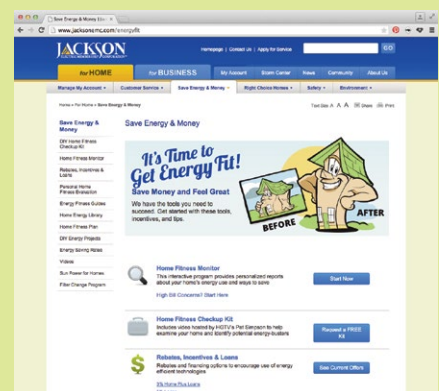 Save Energy & Money
www.jacksonemc.com/energyfit
JACKSON
Homepage | Contact Us | Apply for Service
GO
for HOME
for BUSINESS
My Account
Storm Center
News
Community
About Us
Manage My Account
Customer Service
Save Energy & Money
Right Choice Homes
Safety
Environment
Home > For Home > Save Energy & Money
Text Size A A A
Share
Print
Save Energy &
Money
DIY Home Fitness
Checkup Kit
Home Fitness Monitor
Rebates, Incentives &
Loans
Personal Home
Fitness Evaluation
Energy Fitness Guides
Home Energy Library
Home Fitness Plan
DIY Energy Projects
Energy Saving Rates
Videos
Sun Power for Homes
Filter Change Program
Save Energy & Money
It's Time to
Get Energy Fit!
Save Money and Feel Great
We have the tools you need to
succeed. Get started with these tools,
incentives, and tips.
BEFORE
AFTER
Home Fitness Monitor
This interactive program provides personalized reports
about your home's energy use and ways to save
High Bill Concerns? Start Here
Start Now
Home Fitness Checkup Kit
Includes video hosted by HGTV's Pat Simpson to help
examine your home and identify potential energy-busters
Request a FREE
Kit
Rebates, Incentives & Loans
Rebates and financing options to encourage use of energy
efficient technologies
See Current Offers